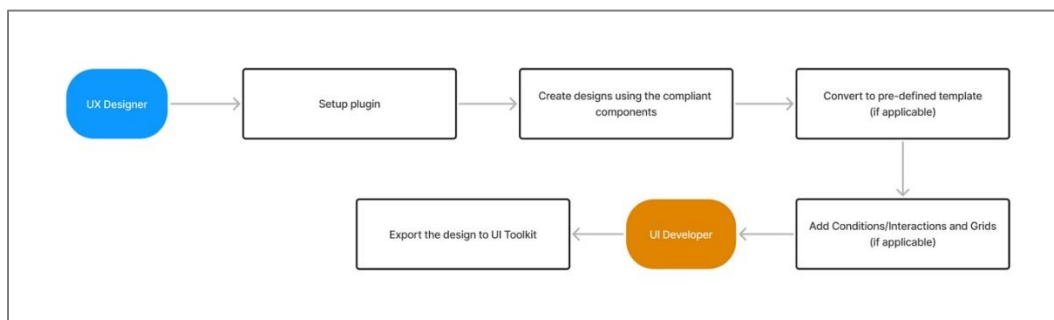 UX Designer
Setup plugin
Create designs using the compliant
components
Convert to pre-defined template
(if applicable)
Add Conditions/Interactions and Grids
(if applicable)
UI Developer
Export the design to UI Toolkit